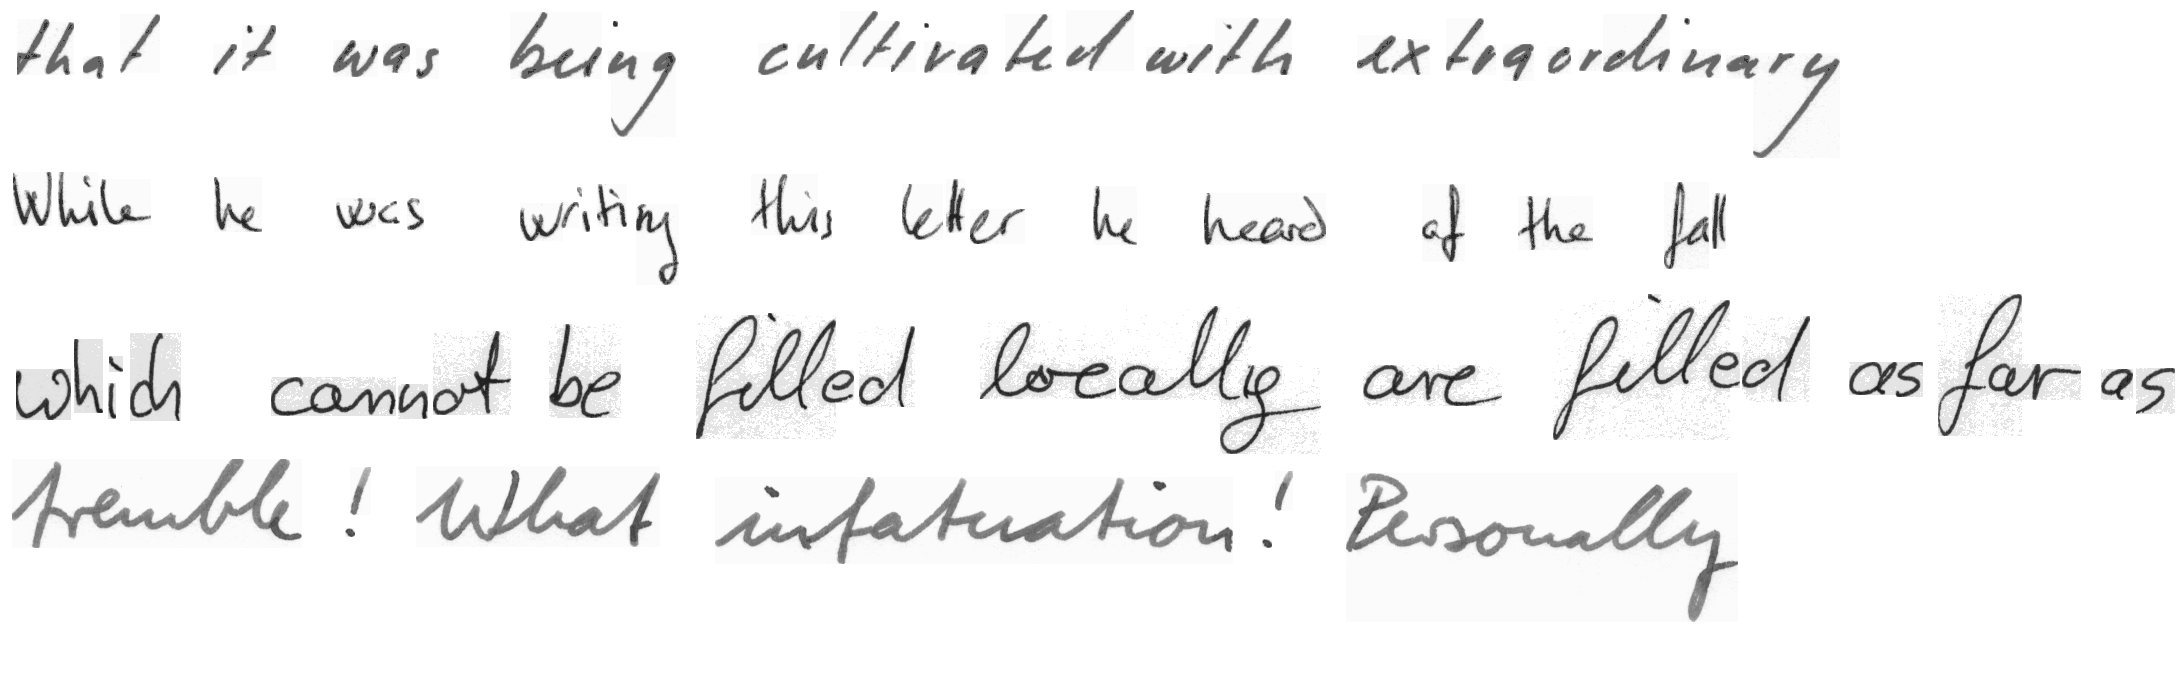 that it was being cultivated with extraordinary
While he was writing this letter he heard of the fall
which cannot be filled locally are filled as far as
tremble! What infatuation! Personally